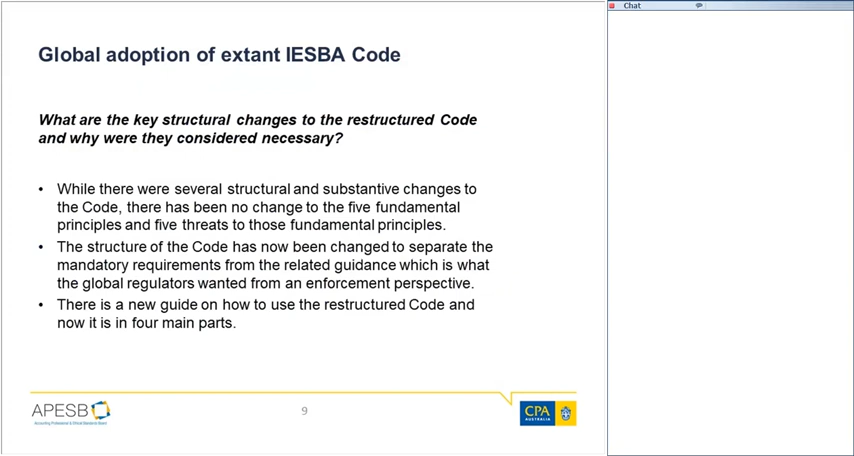 Chat
Global adoption of extant IESBA Code
What are the key structural changes to the restructured Code
and why were they considered necessary?
• While there were several structural and substantive changes to
the Code, there has been no change to the five fundamental
principles and five threats to those fundamental principles.
• The structure of the Code has now been changed to separate the
mandatory requirements from the related guidance which is what
the global regulators wanted from an enforcement perspective.
• There is a new guide on how to use the restructured Code and
now it is in four main parts.
APESB
Accounting Professional & Ethical Standards Board
9
CPA
AUSTRALIA